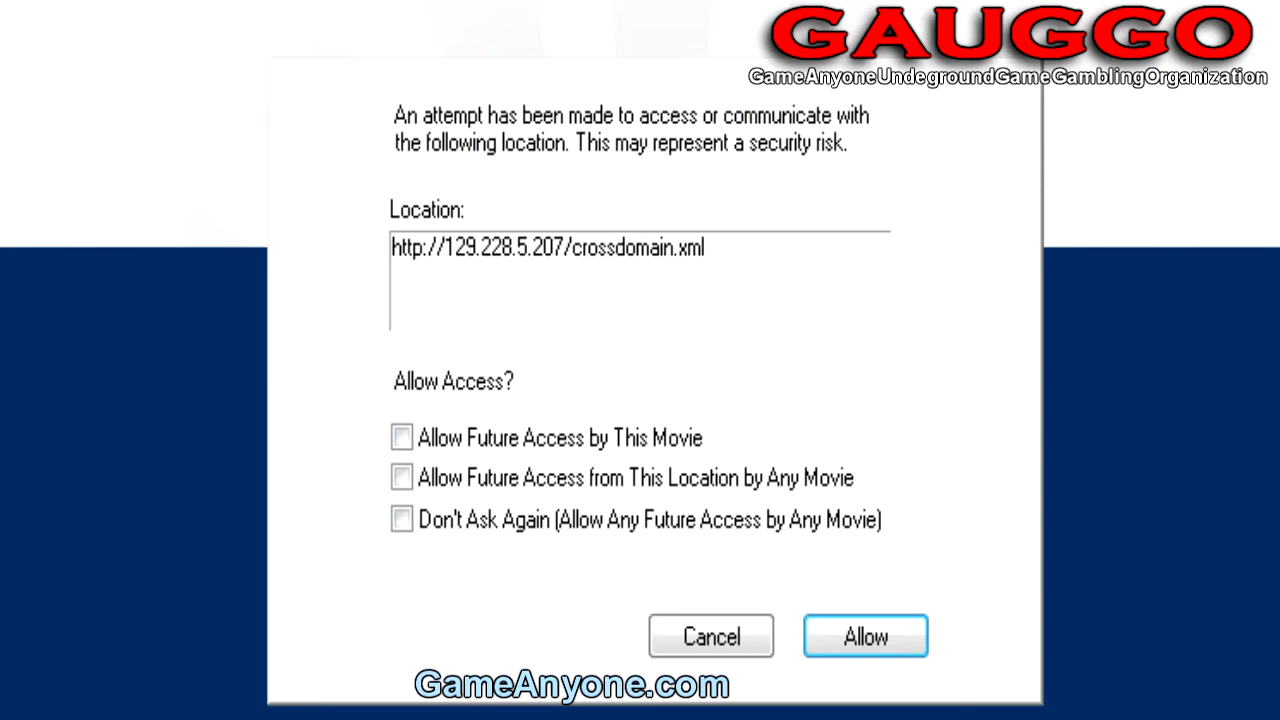 GAUGGO
GameAnyoneUndegroundGameGamblingOrganization
An attempt has been made to access or communicate with
the following location. This may represent a security risk.
Location:
http://129.228.5.207/crossdomain.xml
Allow Access?
Allow Future Access by This Movie
Allow Future Access from This Location by Any Movie
Don't Ask Again (Allow Any Future Access by Any Movie)
Cancel
Allow
GameAnyone.com